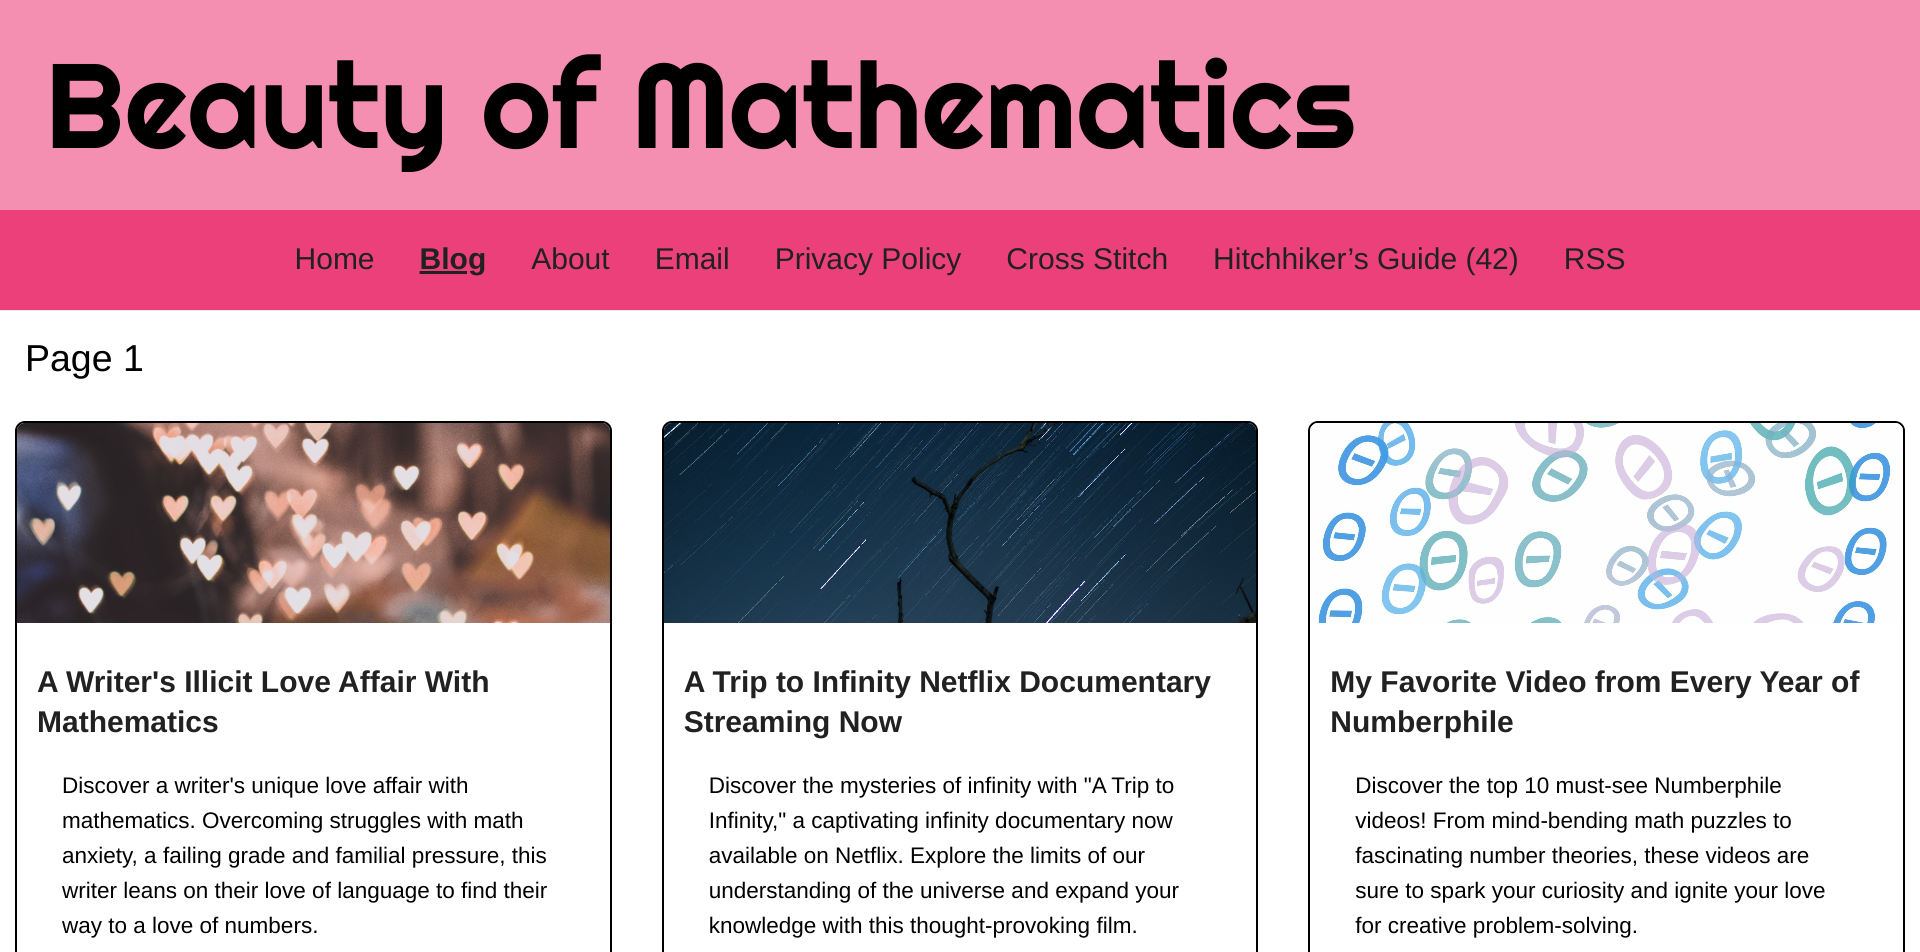 Beauty of Mathematics
Home Blog About Email Privacy Policy Cross Stitch Hitchhiker’s Guide (42) RSS
Page 1
A Writer's Illicit Love Affair With
Mathematics
Discover a writer's unique love affair with
mathematics. Overcoming struggles with math
anxiety, a failing grade and familial pressure, this
writer leans on their love of language to find their
way to a love of numbers.
A Trip to Infinity Netflix Documentary
Streaming Now
Discover the mysteries of infinity with "A Trip to
Infinity," a captivating infinity documentary now
available on Netflix. Explore the limits of our
understanding of the universe and expand your
knowledge with this thought-provoking film.
My Favorite Video from Every Year of
Numberphile
Discover the top 10 must-see Numberphile
videos! From mind-bending math puzzles to
fascinating number theories, these videos are
sure to spark your curiosity and ignite your love
for creative problem-solving.